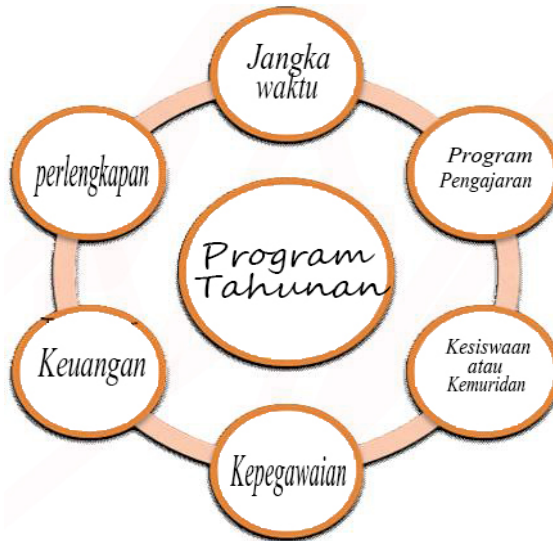 Jangka
waktu
Program
Pengajaran
Kesiswaan
atau
Kemuridan
Kepegawaian
Keuangan
perlengkapan
Program
Tahunan